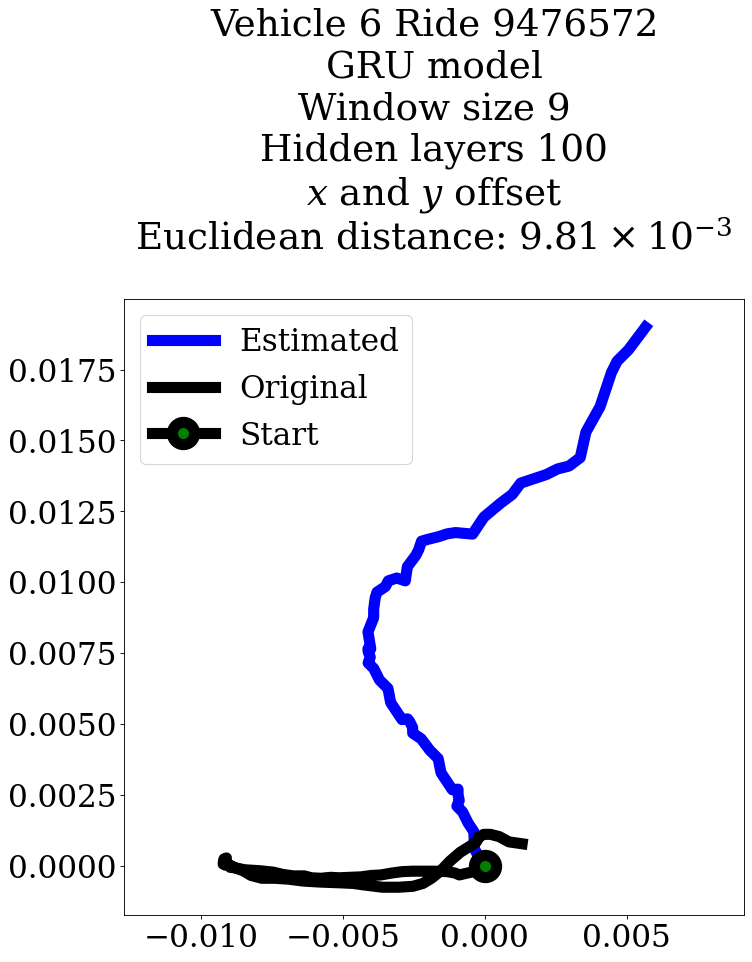 Vehicle 6 Ride 9476572
GRU model
Window size 9
Hidden layers 100
x and y offset
Euclidean distance: 9.81 × 10⁻³
Estimated
Original
Start
0.0175
0.0150
0.0125
0.0100
0.0075
0.0050
0.0025
0.0000
−0.010 −0.005 0.000 0.005